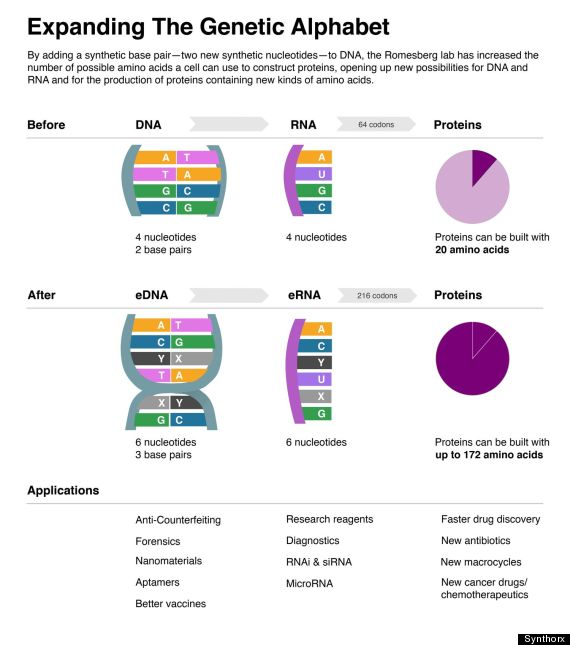 Expanding The Genetic Alphabet
By adding a synthetic base pair—two new synthetic nucleotides—to DNA, the Romesberg lab has increased the
number of possible amino acids a cell can use to construct proteins, opening up new possibilities for DNA and
RNA and for the production of proteins containing new kinds of amino acids.
Before DNA RNA 64 codons Proteins
A T A
T A U
G C G
C G C
4 nucleotides 4 nucleotides Proteins can be built with
2 base pairs 20 amino acids
After eDNA eRNA 216 codons Proteins
A T A
C G C
Y X Y
T A U
X Y X
G C G
6 nucleotides 6 nucleotides Proteins can be built with
3 base pairs up to 172 amino acids
Applications
Anti-Counterfeiting Research reagents Faster drug discovery
Forensics Diagnostics New antibiotics
Nanomaterials RNAi & siRNA New macrocycles
Aptamers MicroRNA New cancer drugs/
chemotherapeutics
Better vaccines
Synthorx